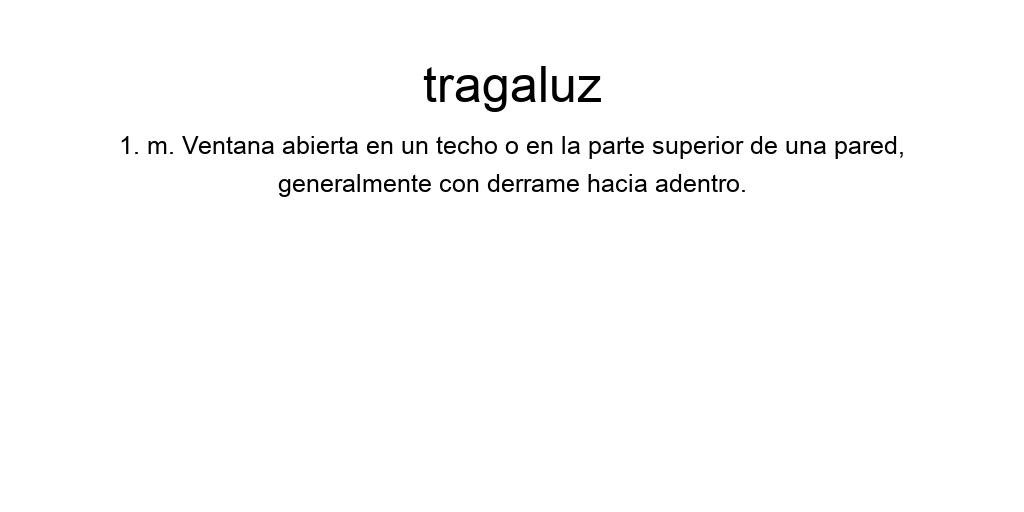 tragaluz
1. m. Ventana abierta en un techo o en la parte superior de una pared,
generalmente con derrame hacia adentro.